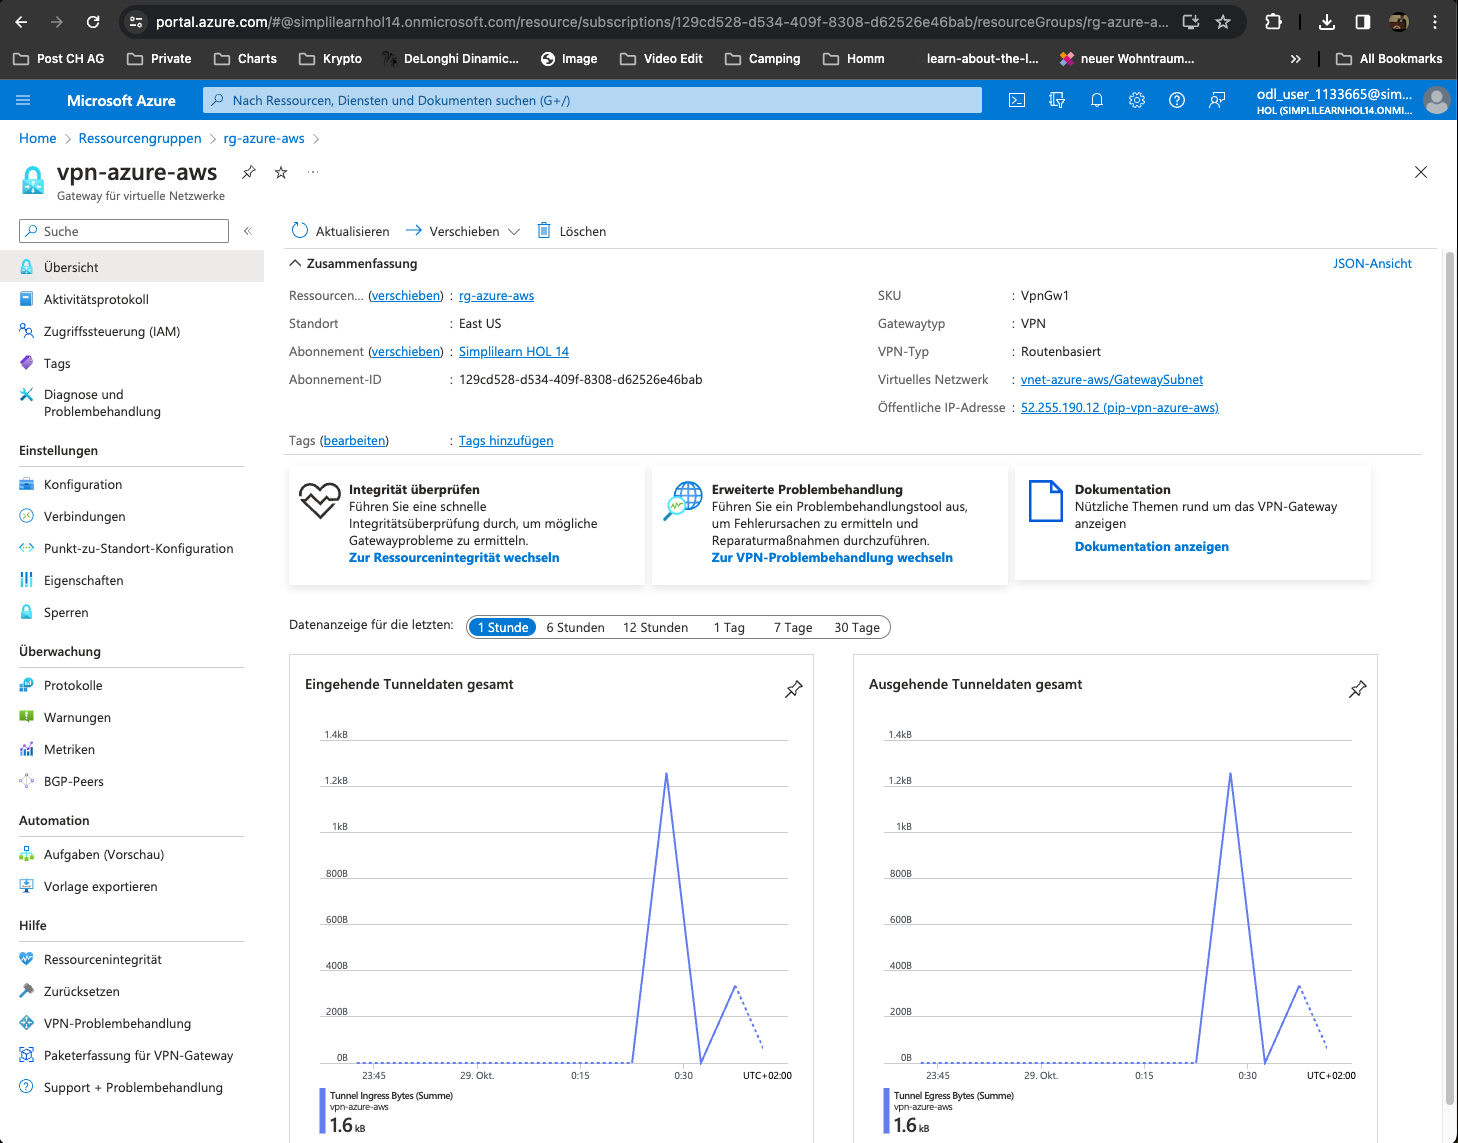 portal.azure.com/#@simplilearnhol14.onmicrosoft.com/resource/subscriptions/129cd528-d534-409f-8308-d62526e46bab/resourceGroups/rg-azure-a...
Post CH AG Private Charts Krypto DeLonghi Dinamic... Image Video Edit Camping Homm learn-about-the-l... neuer Wohntraum... » All Bookmarks
Microsoft Azure Nach Ressourcen, Diensten und Dokumenten suchen (G+/) odl_user_1133665@sim...
HOL (SIMPLILEARNHOL14.ONMI...
Home > Ressourcengruppen > rg-azure-aws >
vpn-azure-aws ...
Gateway für virtuelle Netzwerke
Suche «
Übersicht
Aktivitätsprotokoll
Zugriffssteuerung (IAM)
Tags
Diagnose und
Problembehandlung
Einstellungen
Konfiguration
Verbindungen
Punkt-zu-Standort-Konfiguration
Eigenschaften
Sperren
Überwachung
Protokolle
Warnungen
Metriken
BGP-Peers
Automation
Aufgaben (Vorschau)
Vorlage exportieren
Hilfe
Ressourcenintegrität
Zurücksetzen
VPN-Problembehandlung
Paketerfassung für VPN-Gateway
Support + Problembehandlung
Aktualisieren Verschieben Löschen
Zusammenfassung JSON-Ansicht
Ressourcen... (verschieben) : rg-azure-aws
Standort : East US
Abonnement (verschieben) : Simplilearn HOL 14
Abonnement-ID : 129cd528-d534-409f-8308-d62526e46bab
SKU : VpnGw1
Gatewaytyp : VPN
VPN-Typ : Routenbasiert
Virtuelles Netzwerk : vnet-azure-aws/GatewaySubnet
Öffentliche IP-Adresse : 52.255.190.12 (pip-vpn-azure-aws)
Tags (bearbeiten) : Tags hinzufügen
Integrität überprüfen
Führen Sie eine schnelle
Integritätsüberprüfung durch, um mögliche
Gatewayprobleme zu ermitteln.
Zur Ressourcenintegrität wechseln
Erweiterte Problembehandlung
Führen Sie ein Problembehandlungstool aus,
um Fehlerursachen zu ermitteln und
Reparaturmaßnahmen durchzuführen.
Zur VPN-Problembehandlung wechseln
Dokumentation
Nützliche Themen rund um das VPN-Gateway
anzeigen
Dokumentation anzeigen
Datenanzeige für die letzten: 1 Stunde 6 Stunden 12 Stunden 1 Tag 7 Tage 30 Tage
Eingehende Tunneldaten gesamt
1.4kB
1.2kB
1kB
800B
600B
400B
200B
0B
23:45 29. Okt. 0:15 0:30 UTC+02:00
Tunnel Ingress Bytes (Summe)
vpn-azure-aws
1.6 kB
Ausgehende Tunneldaten gesamt
1.4kB
1.2kB
1kB
800B
600B
400B
200B
0B
23:45 29. Okt. 0:15 0:30 UTC+02:00
Tunnel Egress Bytes (Summe)
vpn-azure-aws
1.6 kB